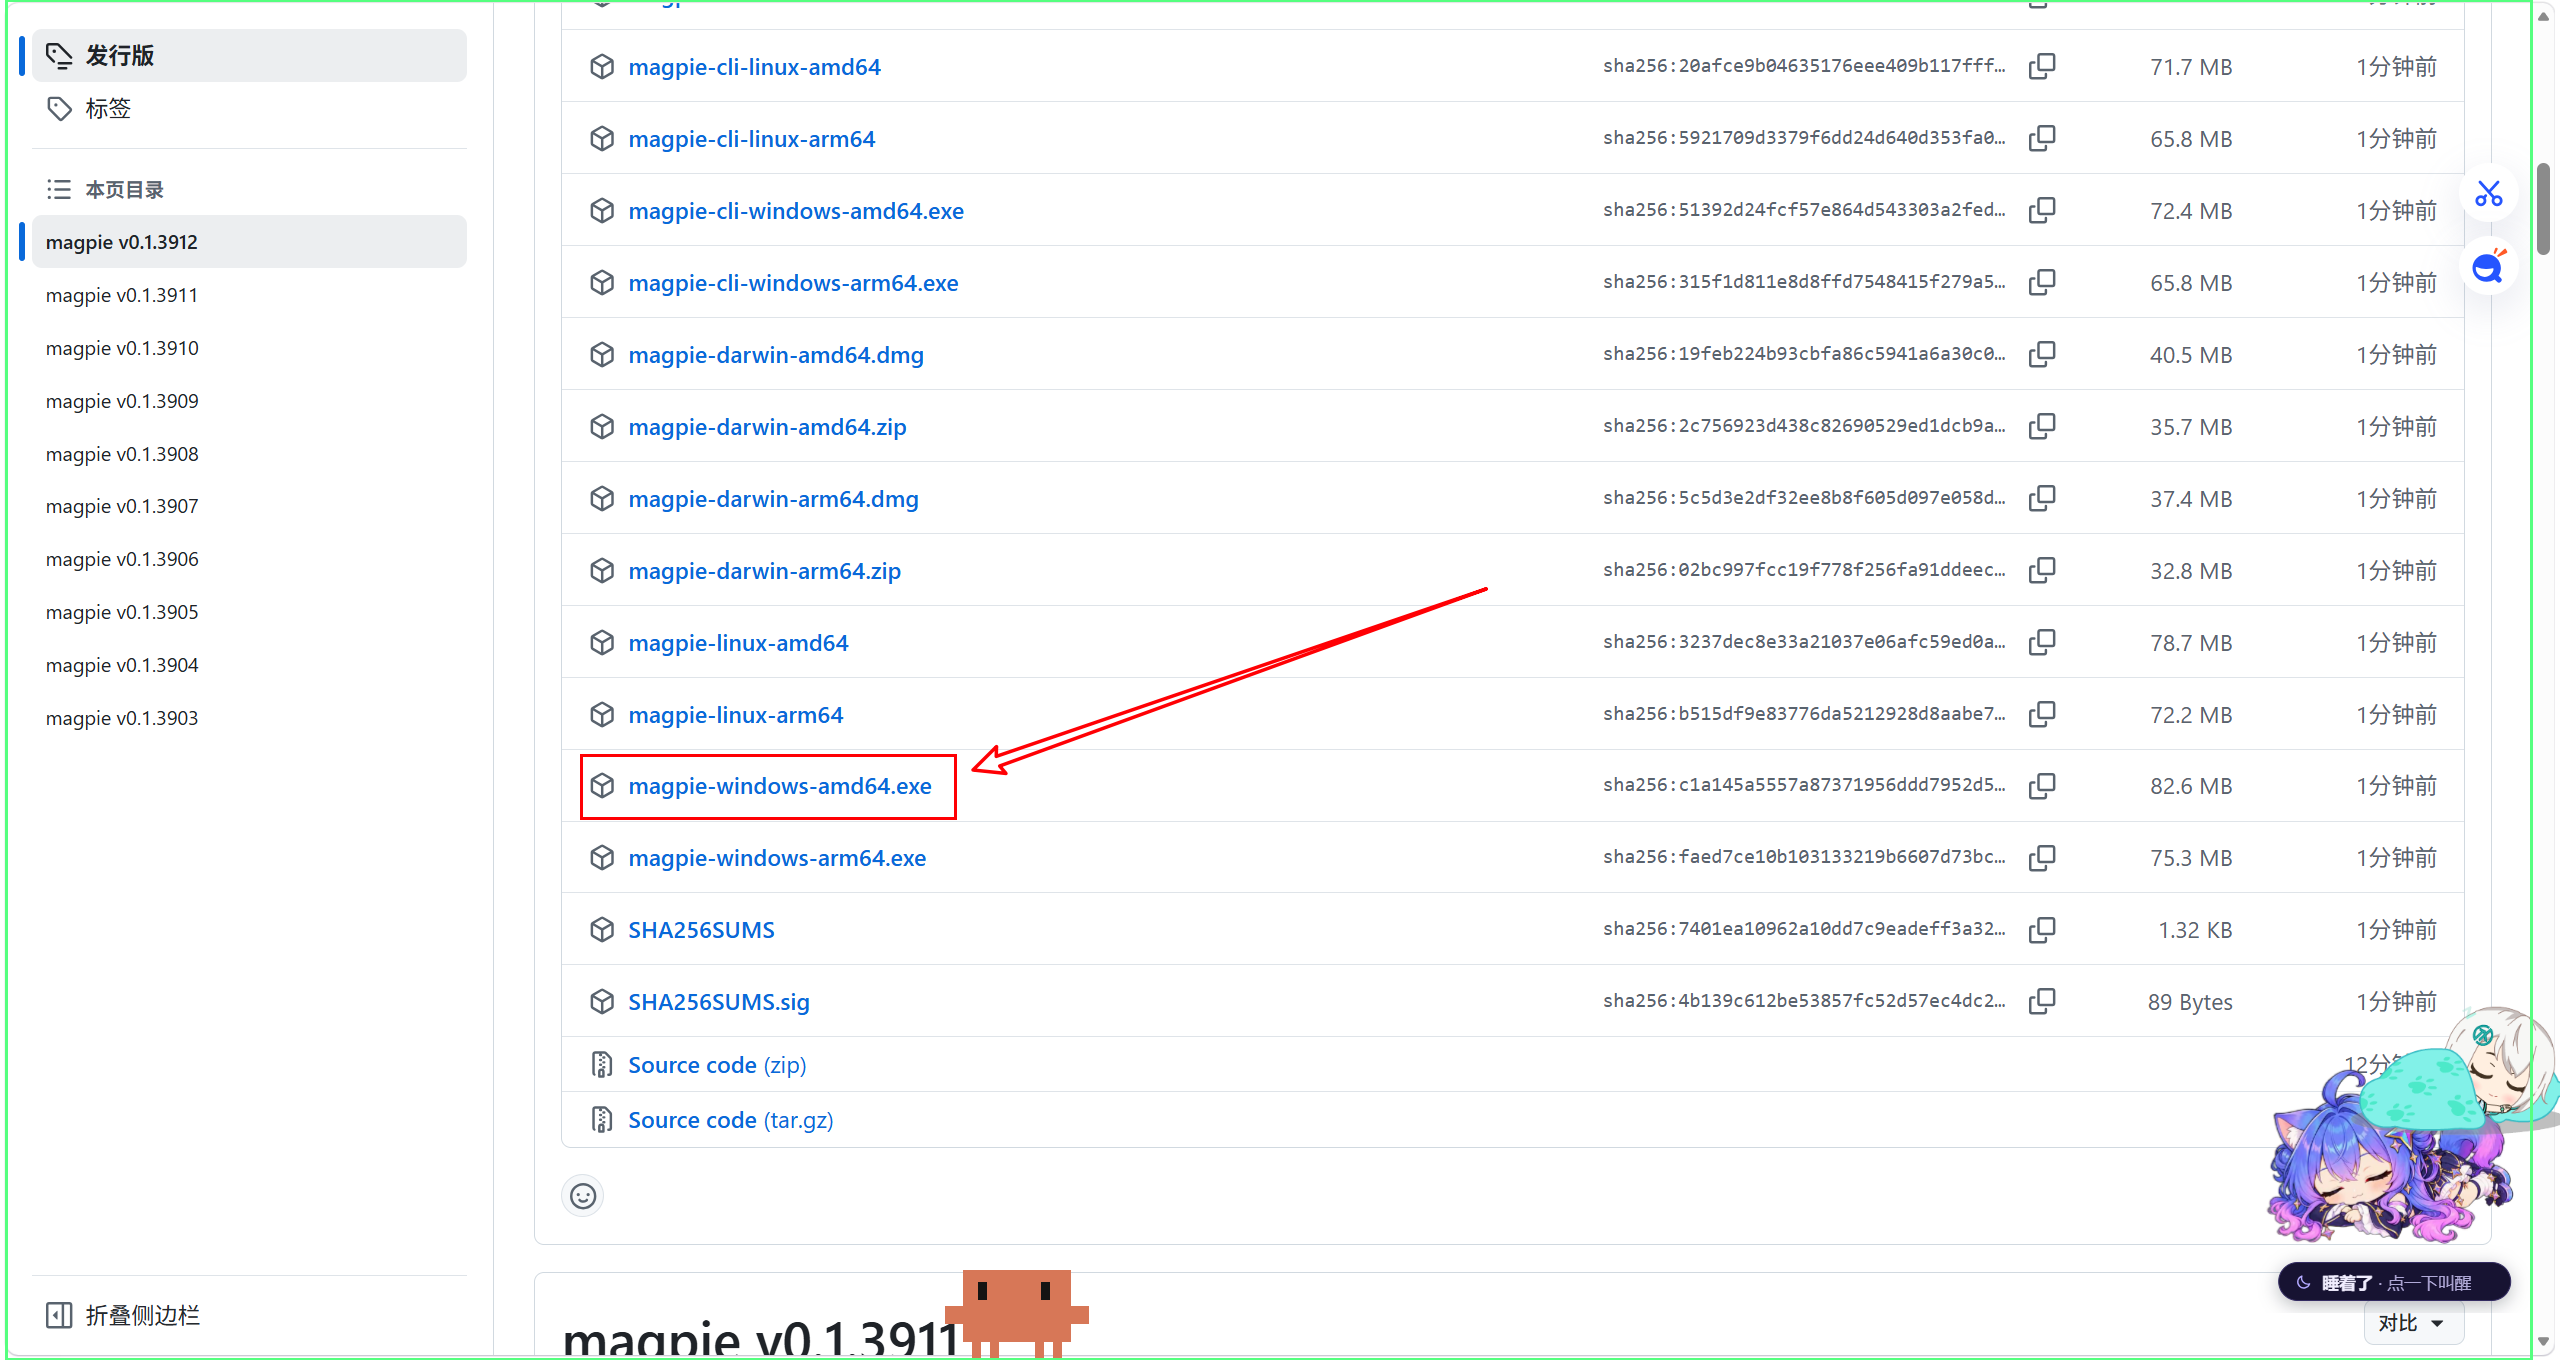 发行版
标签
本页目录
magpie v0.1.3912
magpie v0.1.3911
magpie v0.1.3910
magpie v0.1.3909
magpie v0.1.3908
magpie v0.1.3907
magpie v0.1.3906
magpie v0.1.3905
magpie v0.1.3904
magpie v0.1.3903
折叠侧边栏
magpie-cli-linux-amd64 sha256:20afce9b04635176eee409b117fff… 71.7 MB 1分钟前
magpie-cli-linux-arm64 sha256:5921709d3379f6dd24d640d353fa0… 65.8 MB 1分钟前
magpie-cli-windows-amd64.exe sha256:51392d24fcf57e864d543303a2fed… 72.4 MB 1分钟前
magpie-cli-windows-arm64.exe sha256:315f1d811e8d8ffd7548415f279a5… 65.8 MB 1分钟前
magpie-darwin-amd64.dmg sha256:19feb224b93cbfa86c5941a6a30c0… 40.5 MB 1分钟前
magpie-darwin-amd64.zip sha256:2c756923d438c82690529ed1dcb9a… 35.7 MB 1分钟前
magpie-darwin-arm64.dmg sha256:5c5d3e2df32ee8b8f605d097e058d… 37.4 MB 1分钟前
magpie-darwin-arm64.zip sha256:02bc997fcc19f778f256fa91ddeec… 32.8 MB 1分钟前
magpie-linux-amd64 sha256:3237dec8e33a21037e06afc59ed0a… 78.7 MB 1分钟前
magpie-linux-arm64 sha256:b515df9e83776da5212928d8aabe7… 72.2 MB 1分钟前
magpie-windows-amd64.exe sha256:c1a145a5557a87371956ddd7952d5… 82.6 MB 1分钟前
magpie-windows-arm64.exe sha256:faed7ce10b103133219b6607d73bc… 75.3 MB 1分钟前
SHA256SUMS sha256:7401ea10962a10dd7c9eadeff3a32… 1.32 KB 1分钟前
SHA256SUMS.sig sha256:4b139c612be53857fc52d57ec4dc2… 89 Bytes 1分钟前
Source code (zip) 12分
Source code (tar.gz)
睡着了 · 点一下叫醒
magpie v0.1.3911
对比